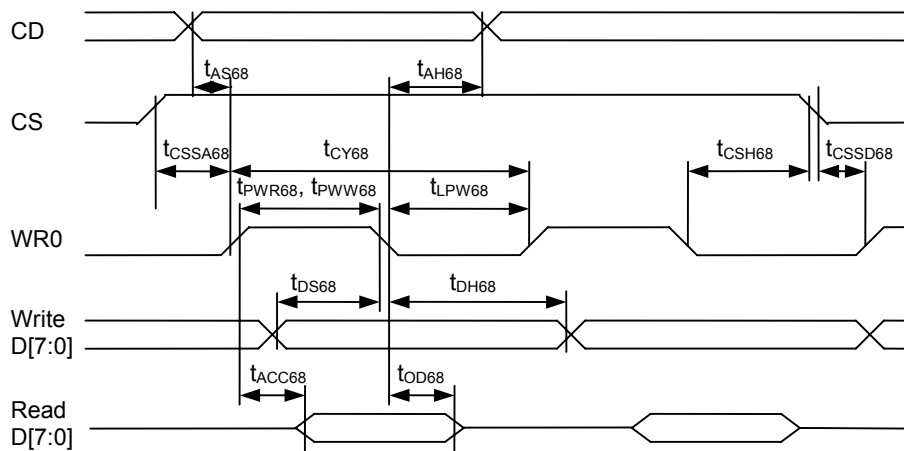 CD
tAS68 tAH68
CS
tCSSA68 tCY68 tCSH68 tCSSD68
tPWR68, tPWW68 tLPW68
WR0
tDS68 tDH68
Write
D[7:0]
tACC68 tOD68
Read
D[7:0]